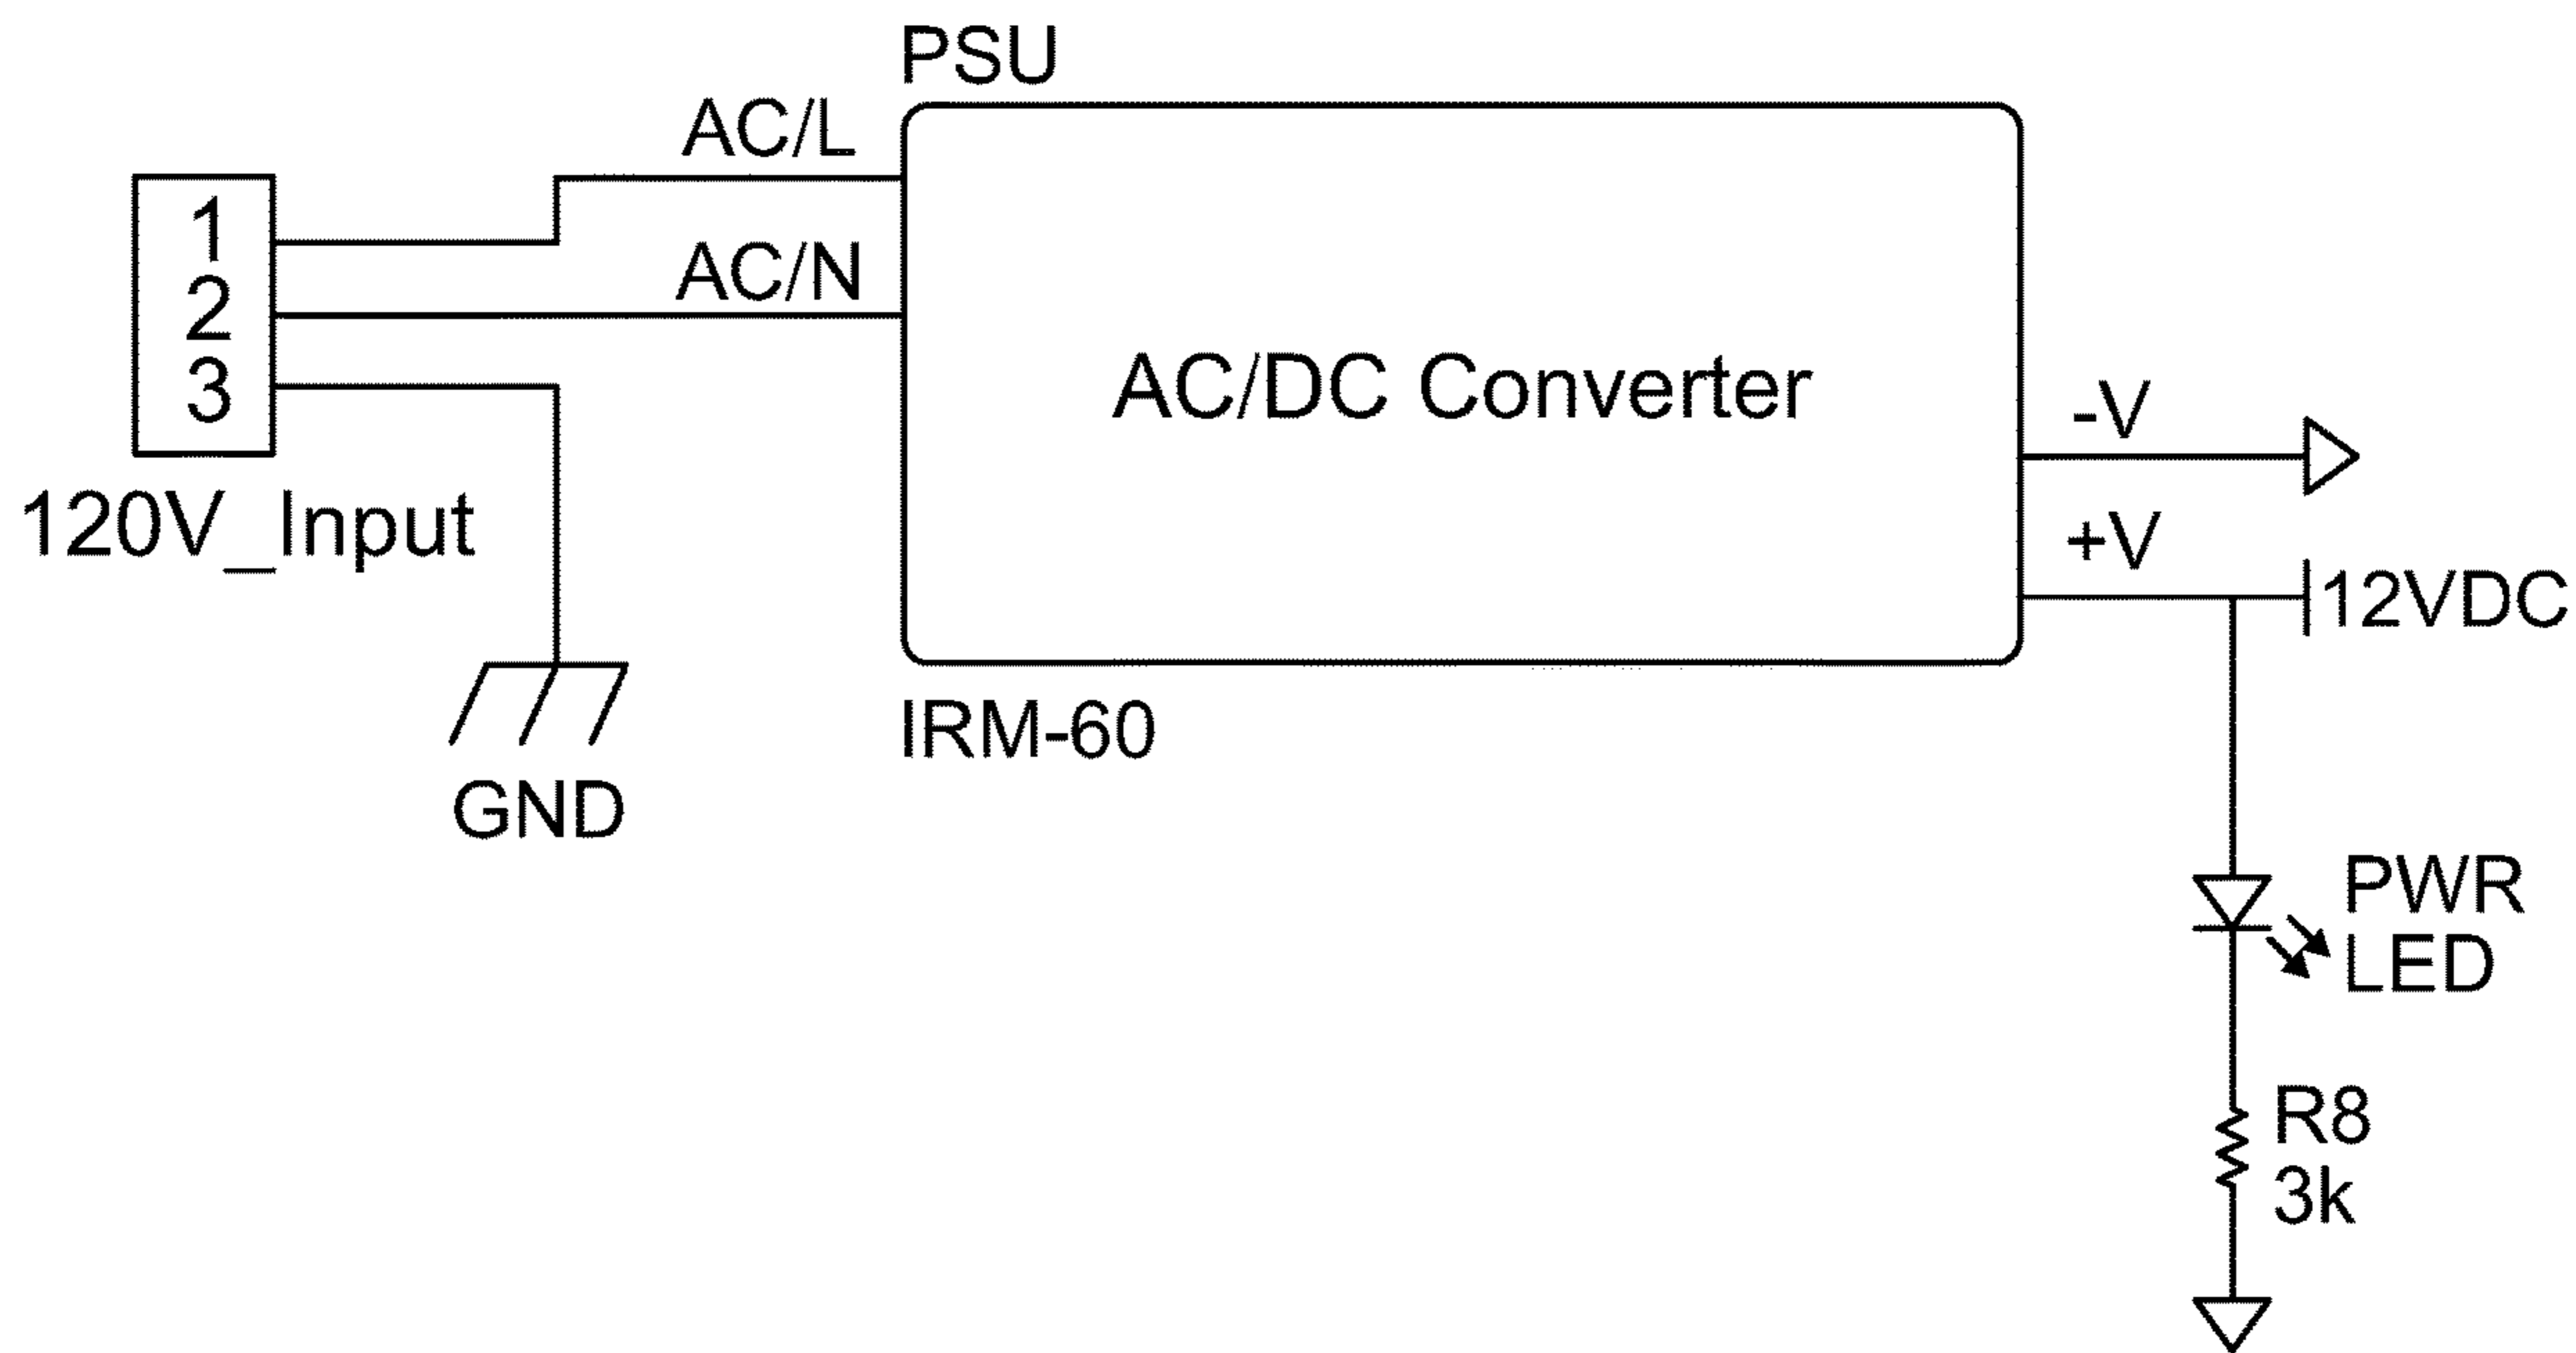 PSU
AC/L
1
AC/N
2
3
AC/DC Converter
-V
120V_Input
+V
12VDC
IRM-60
GND
PWR
LED
R8
3k